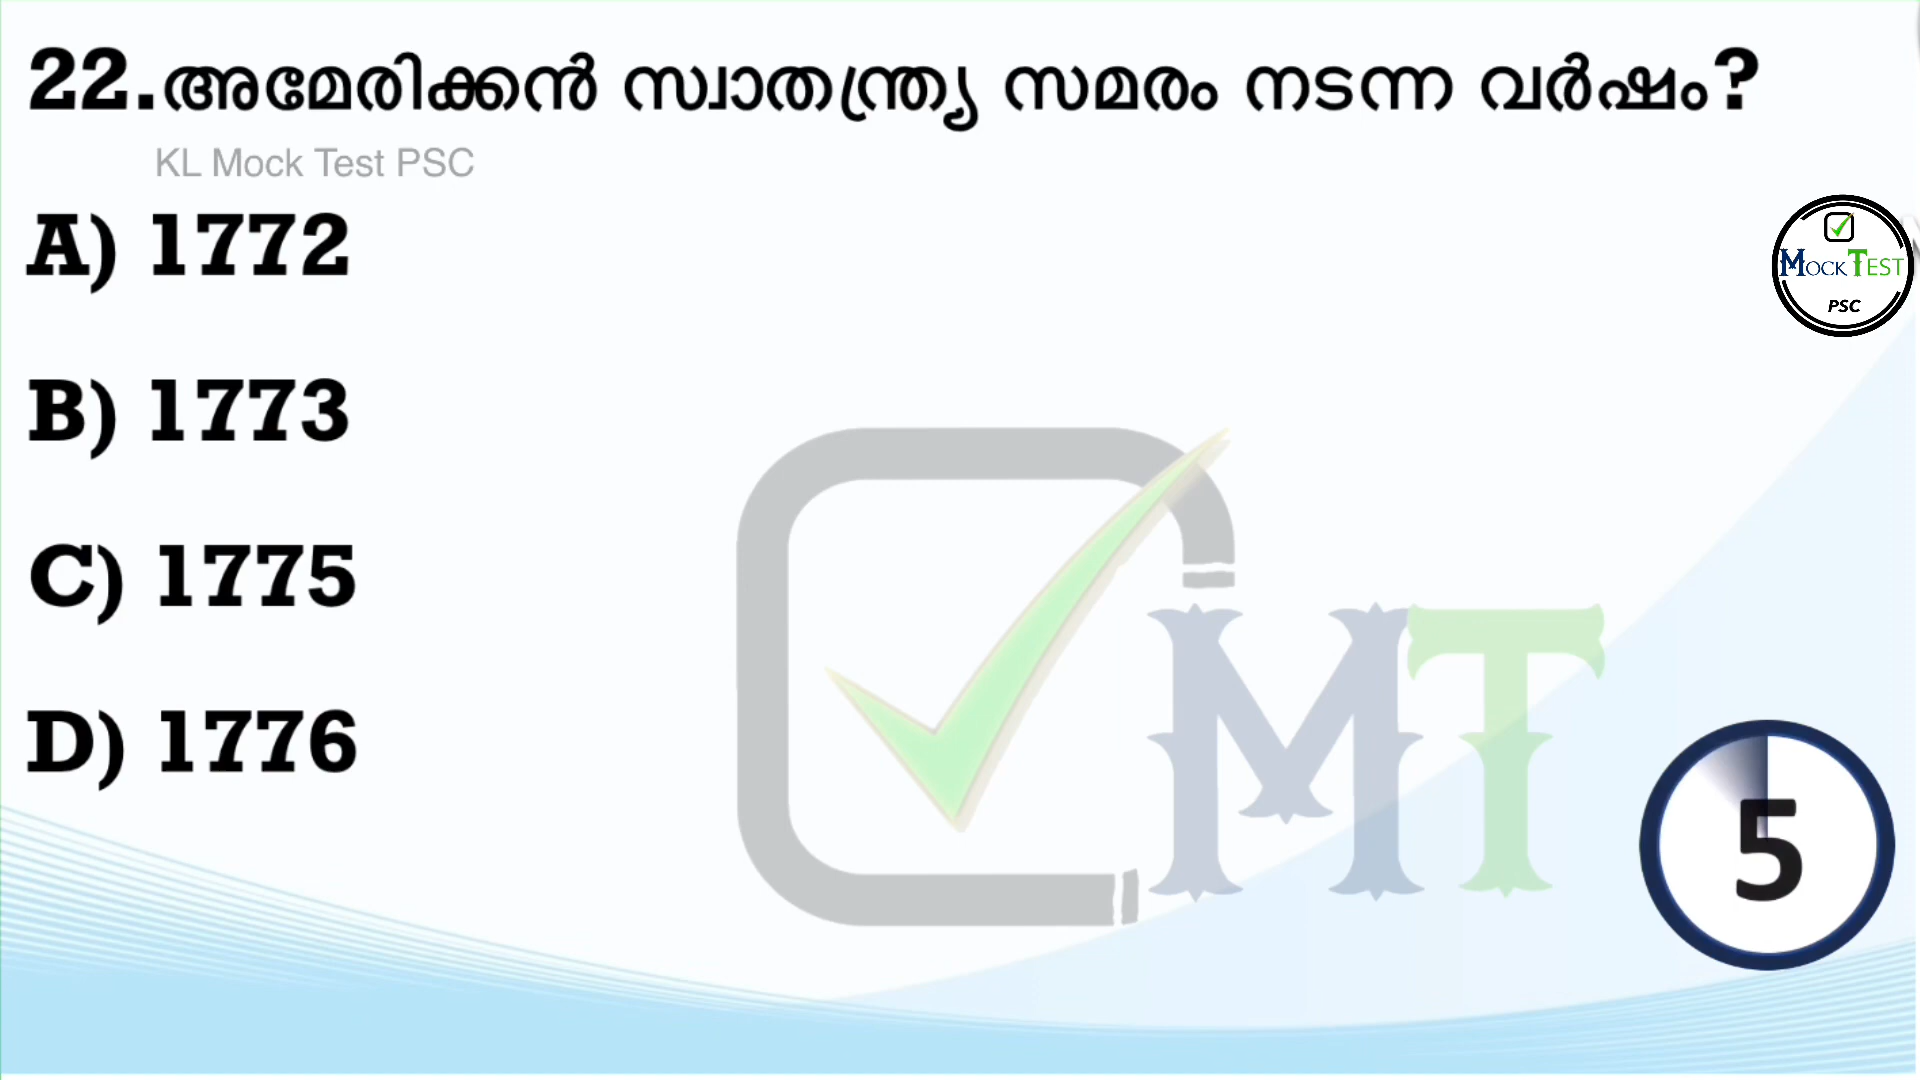 22.അമേരിക്കൻ സ്വാതന്ത്ര്യ സമരം നടന്ന വർഷം?
KL Mock Test PSC
A) 1772
MOCK TEST
PSC
B) 1773
C) 1775
MT
D) 1776
5